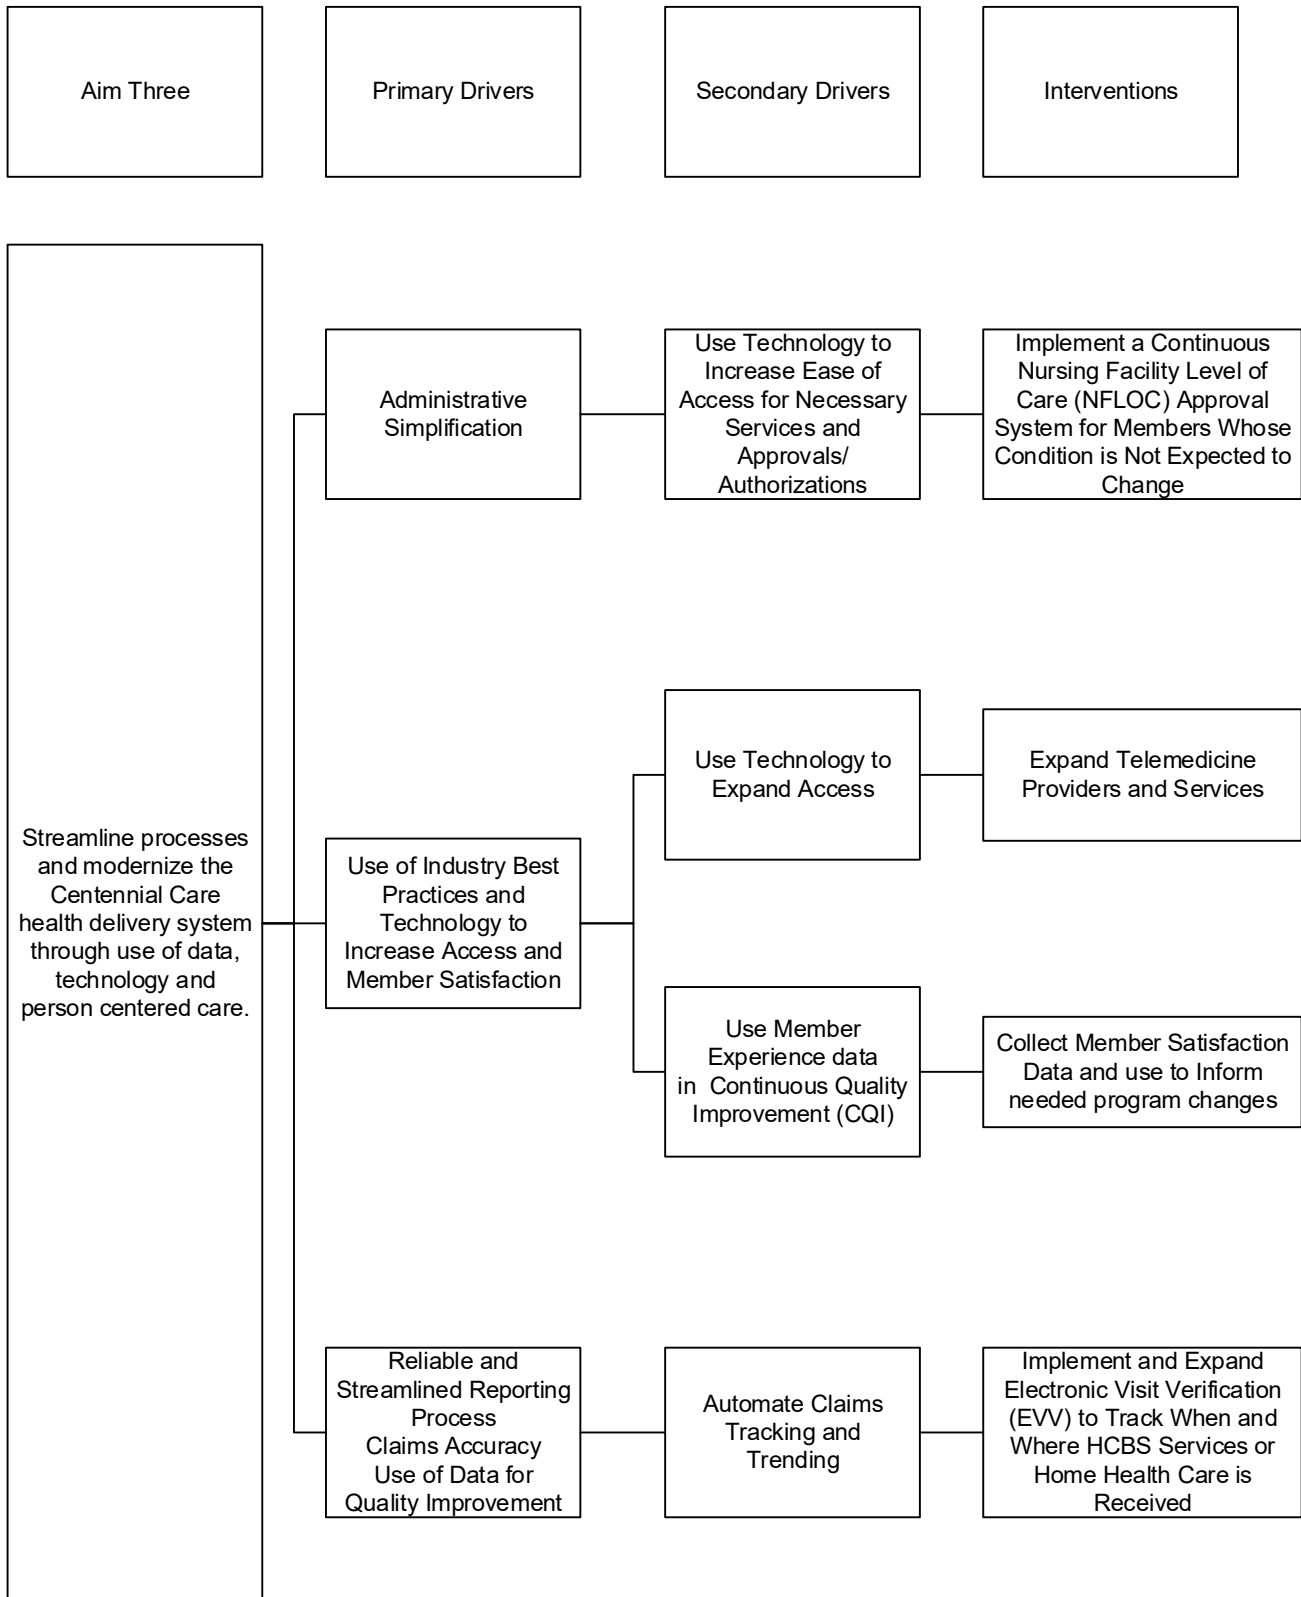 Aim Three
Primary Drivers
Secondary Drivers
Interventions
Streamline processes
and modernize the
Centennial Care
health delivery system
through use of data,
technology and
person centered care.
Administrative
Simplification
Use Technology to
Increase Ease of
Access for Necessary
Services and
Approvals/
Authorizations
Implement a Continuous
Nursing Facility Level of
Care (NFLOC) Approval
System for Members Whose
Condition is Not Expected to
Change
Use of Industry Best
Practices and
Technology to
Increase Access and
Member Satisfaction
Use Technology to
Expand Access
Expand Telemedicine
Providers and Services
Use Member
Experience data
in  Continuous Quality
Improvement (CQI)
Collect Member Satisfaction
Data and use to Inform
needed program changes
Reliable and
Streamlined Reporting
Process
Claims Accuracy
Use of Data for
Quality Improvement
Automate Claims
Tracking and
Trending
Implement and Expand
Electronic Visit Verification
(EVV) to Track When and
Where HCBS Services or
Home Health Care is
Received